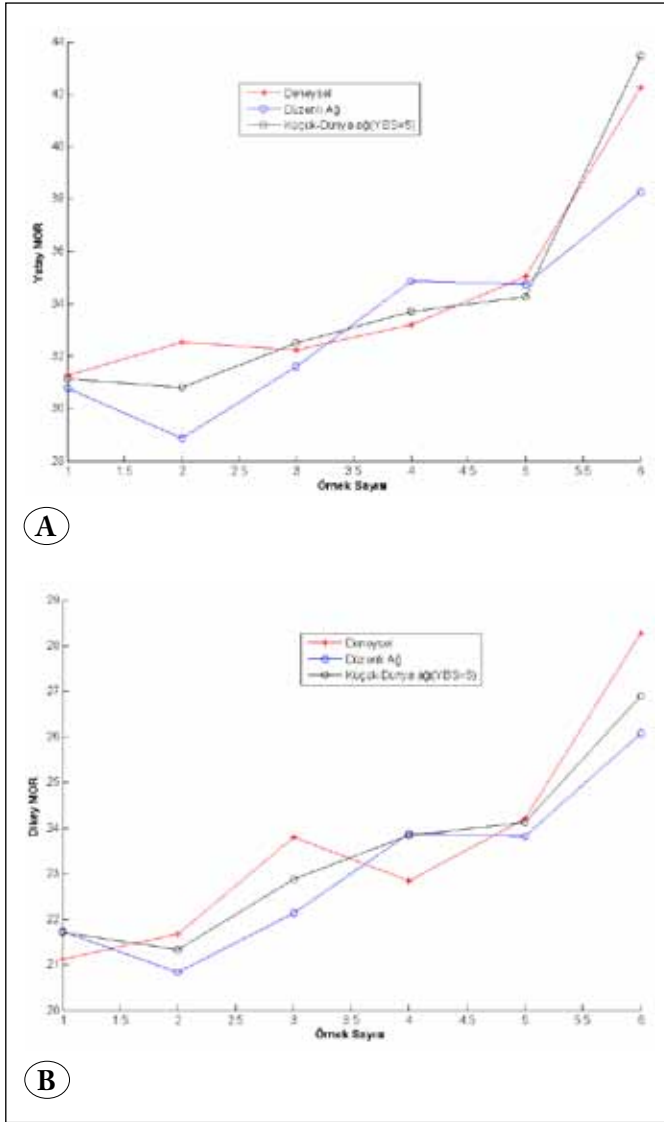 44
42
40
38
36
34
32
30
28
Yatay MOR
Deneysel
Düzenli Ağ
Küçük-Dünya ağ(YBS=5)
1 1.5 2 2.5 3 3.5 4 4.5 5 5.5 6
Örnek Sayısı
A
29
28
27
26
25
24
23
22
21
20
Dikey MOR
Deneysel
Düzenli Ağ
Küçük-Dünya ağ(YBS=5)
1 1.5 2 2.5 3 3.5 4 4.5 5 5.5 6
Örnek Sayısı
B